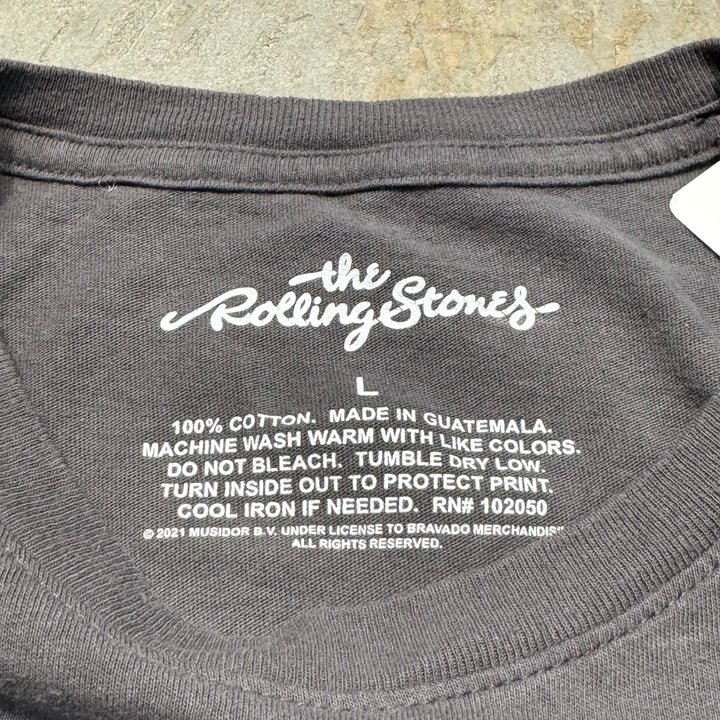 the
Rolling Stones
L
100% COTTON. MADE IN GUATEMALA.
MACHINE WASH WARM WITH LIKE COLORS.
DO NOT BLEACH. TUMBLE DRY LOW.
TURN INSIDE OUT TO PROTECT PRINT.
COOL IRON IF NEEDED. RN# 102050
© 2021 MUSIDOR B.V. UNDER LICENSE TO BRAVADO
ALL RIGHTS RESERVED.